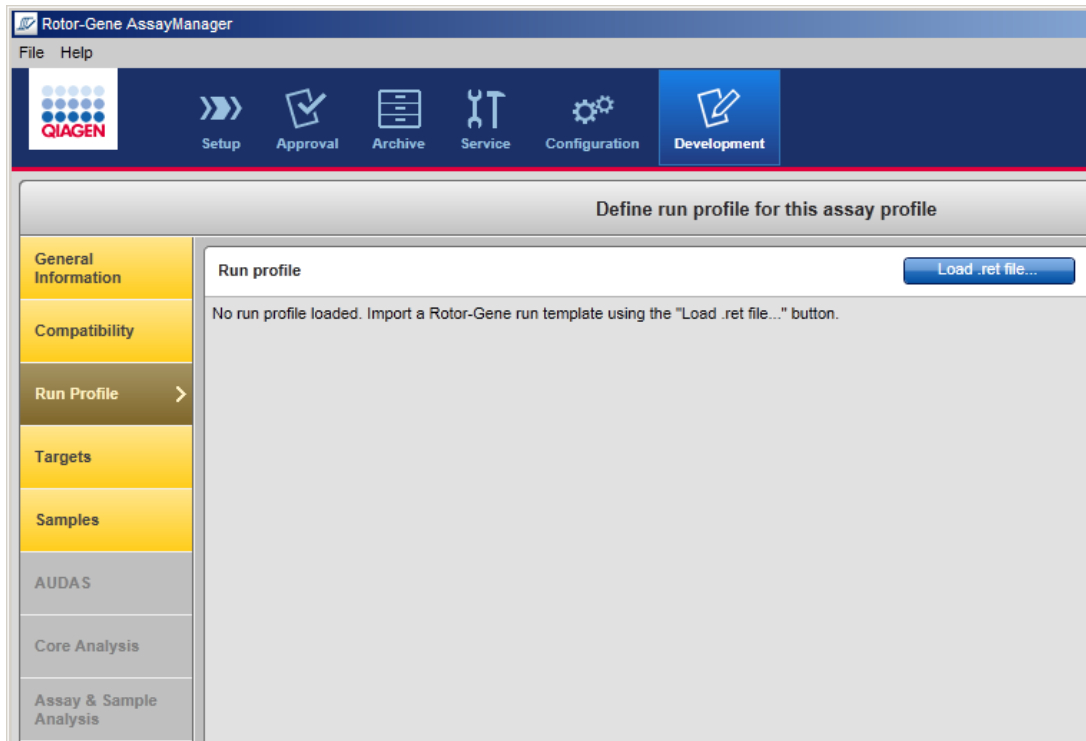 Rotor-Gene AssayManager
File Help
QIAGEN
Setup Approval Archive Service Configuration Development
Define run profile for this assay profile
General
Information
Compatibility
Run Profile
Targets
Samples
AUDAS
Core Analysis
Assay & Sample
Analysis
Run profile
Load .ret file...
No run profile loaded. Import a Rotor-Gene run template using the "Load .ret file..." button.